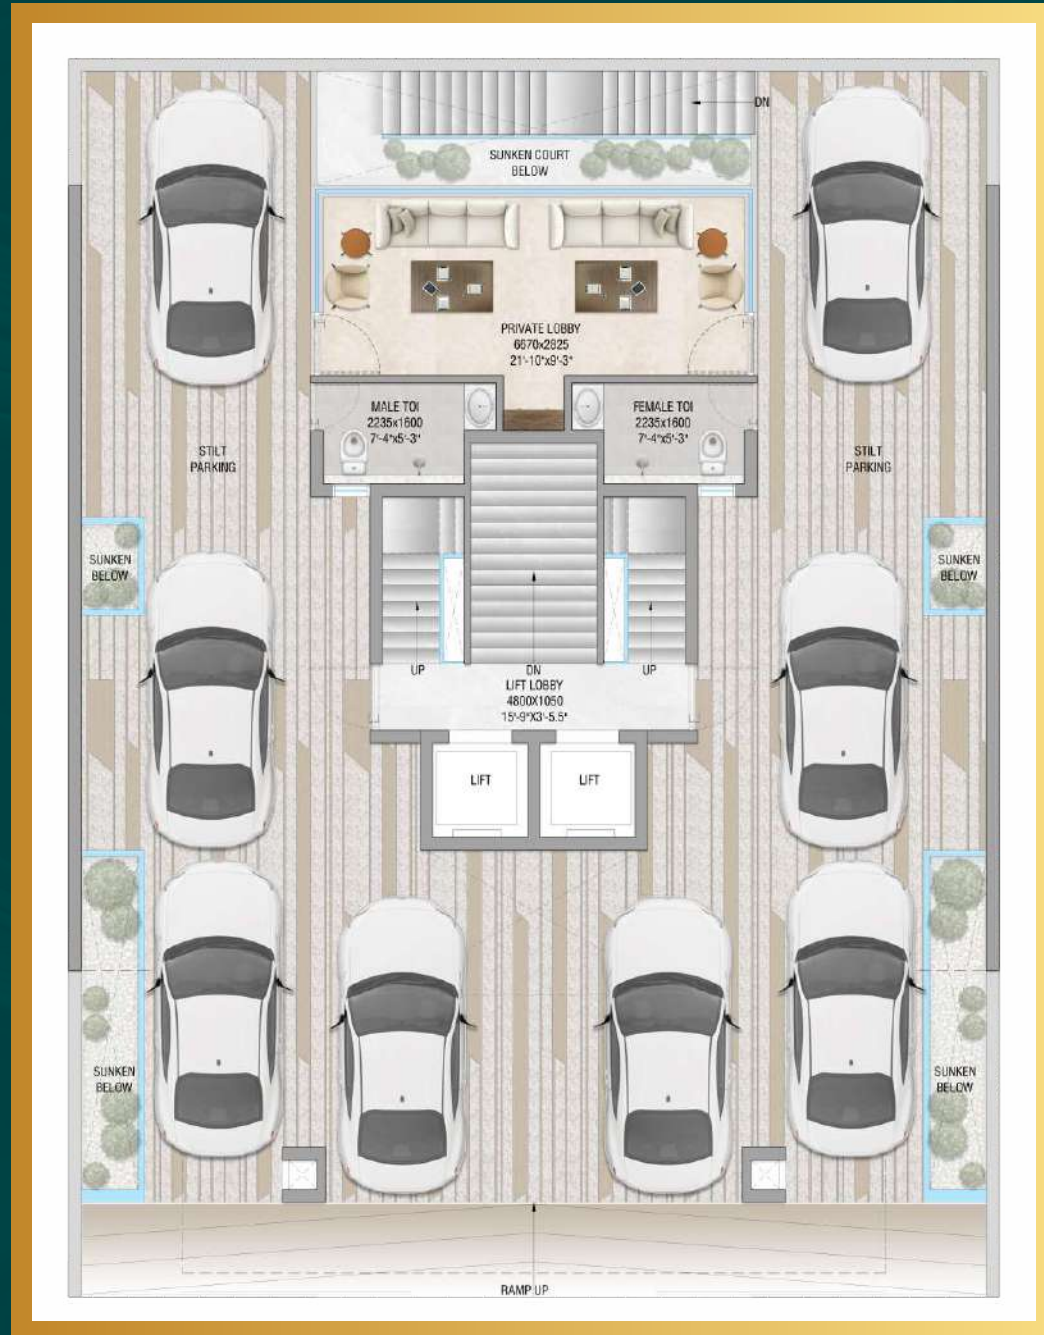 DN
SUNKEN COURT
BELOW
PRIVATE LOBBY
6670x2825
21'-10"x9'-3"
MALE TOI
2235x1600
7'-4"x5'-3"
FEMALE TOI
2235x1600
7'-4"x5'-3"
STILT
PARKING
STILT
PARKING
SUNKEN
BELOW
SUNKEN
BELOW
UP
DN
UP
LIFT LOBBY
4800X1050
15'-9"X3'-5.5"
LIFT
LIFT
SUNKEN
BELOW
SUNKEN
BELOW
RAMP UP